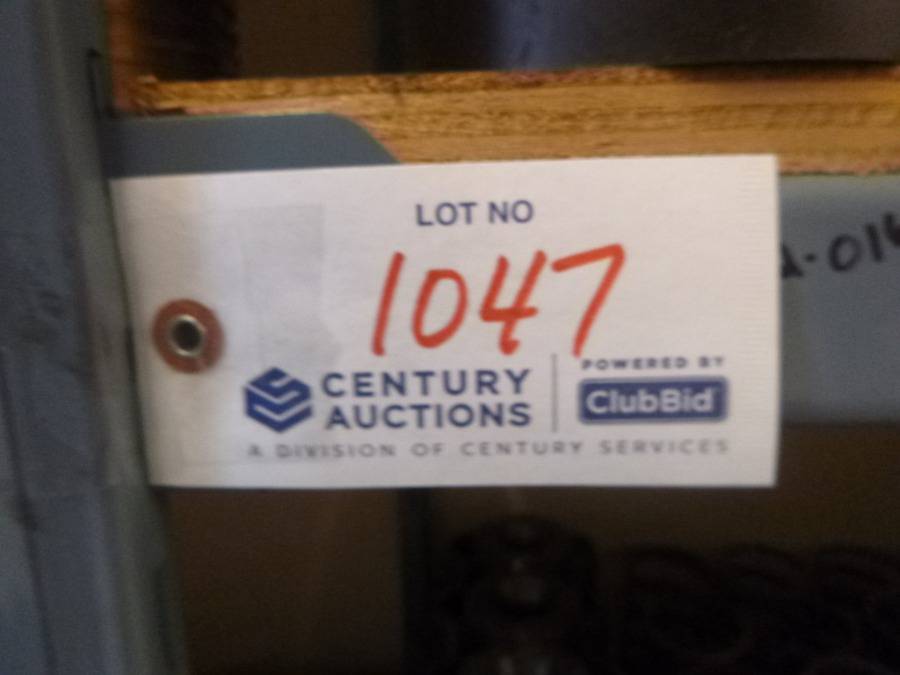 LOT NO
1047
CENTURY
AUCTIONS
A DIVISION OF CENTURY SERVICES
POWERED BY
ClubBid